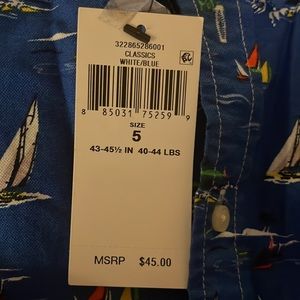 322865286001
CLASSICS
WHITE/BLUE
8 85031 75259 9
SIZE
5
43-45½ IN 40-44 LBS
MSRP $45.00